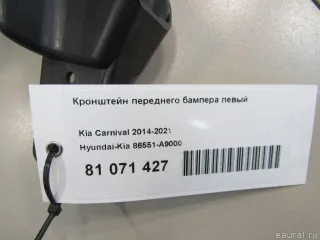 Кронштейн переднего бампера левый
Kia Carnival 2014-2021
Hyundai-Kia 86551-A9000
81 071 427
eaural.ru